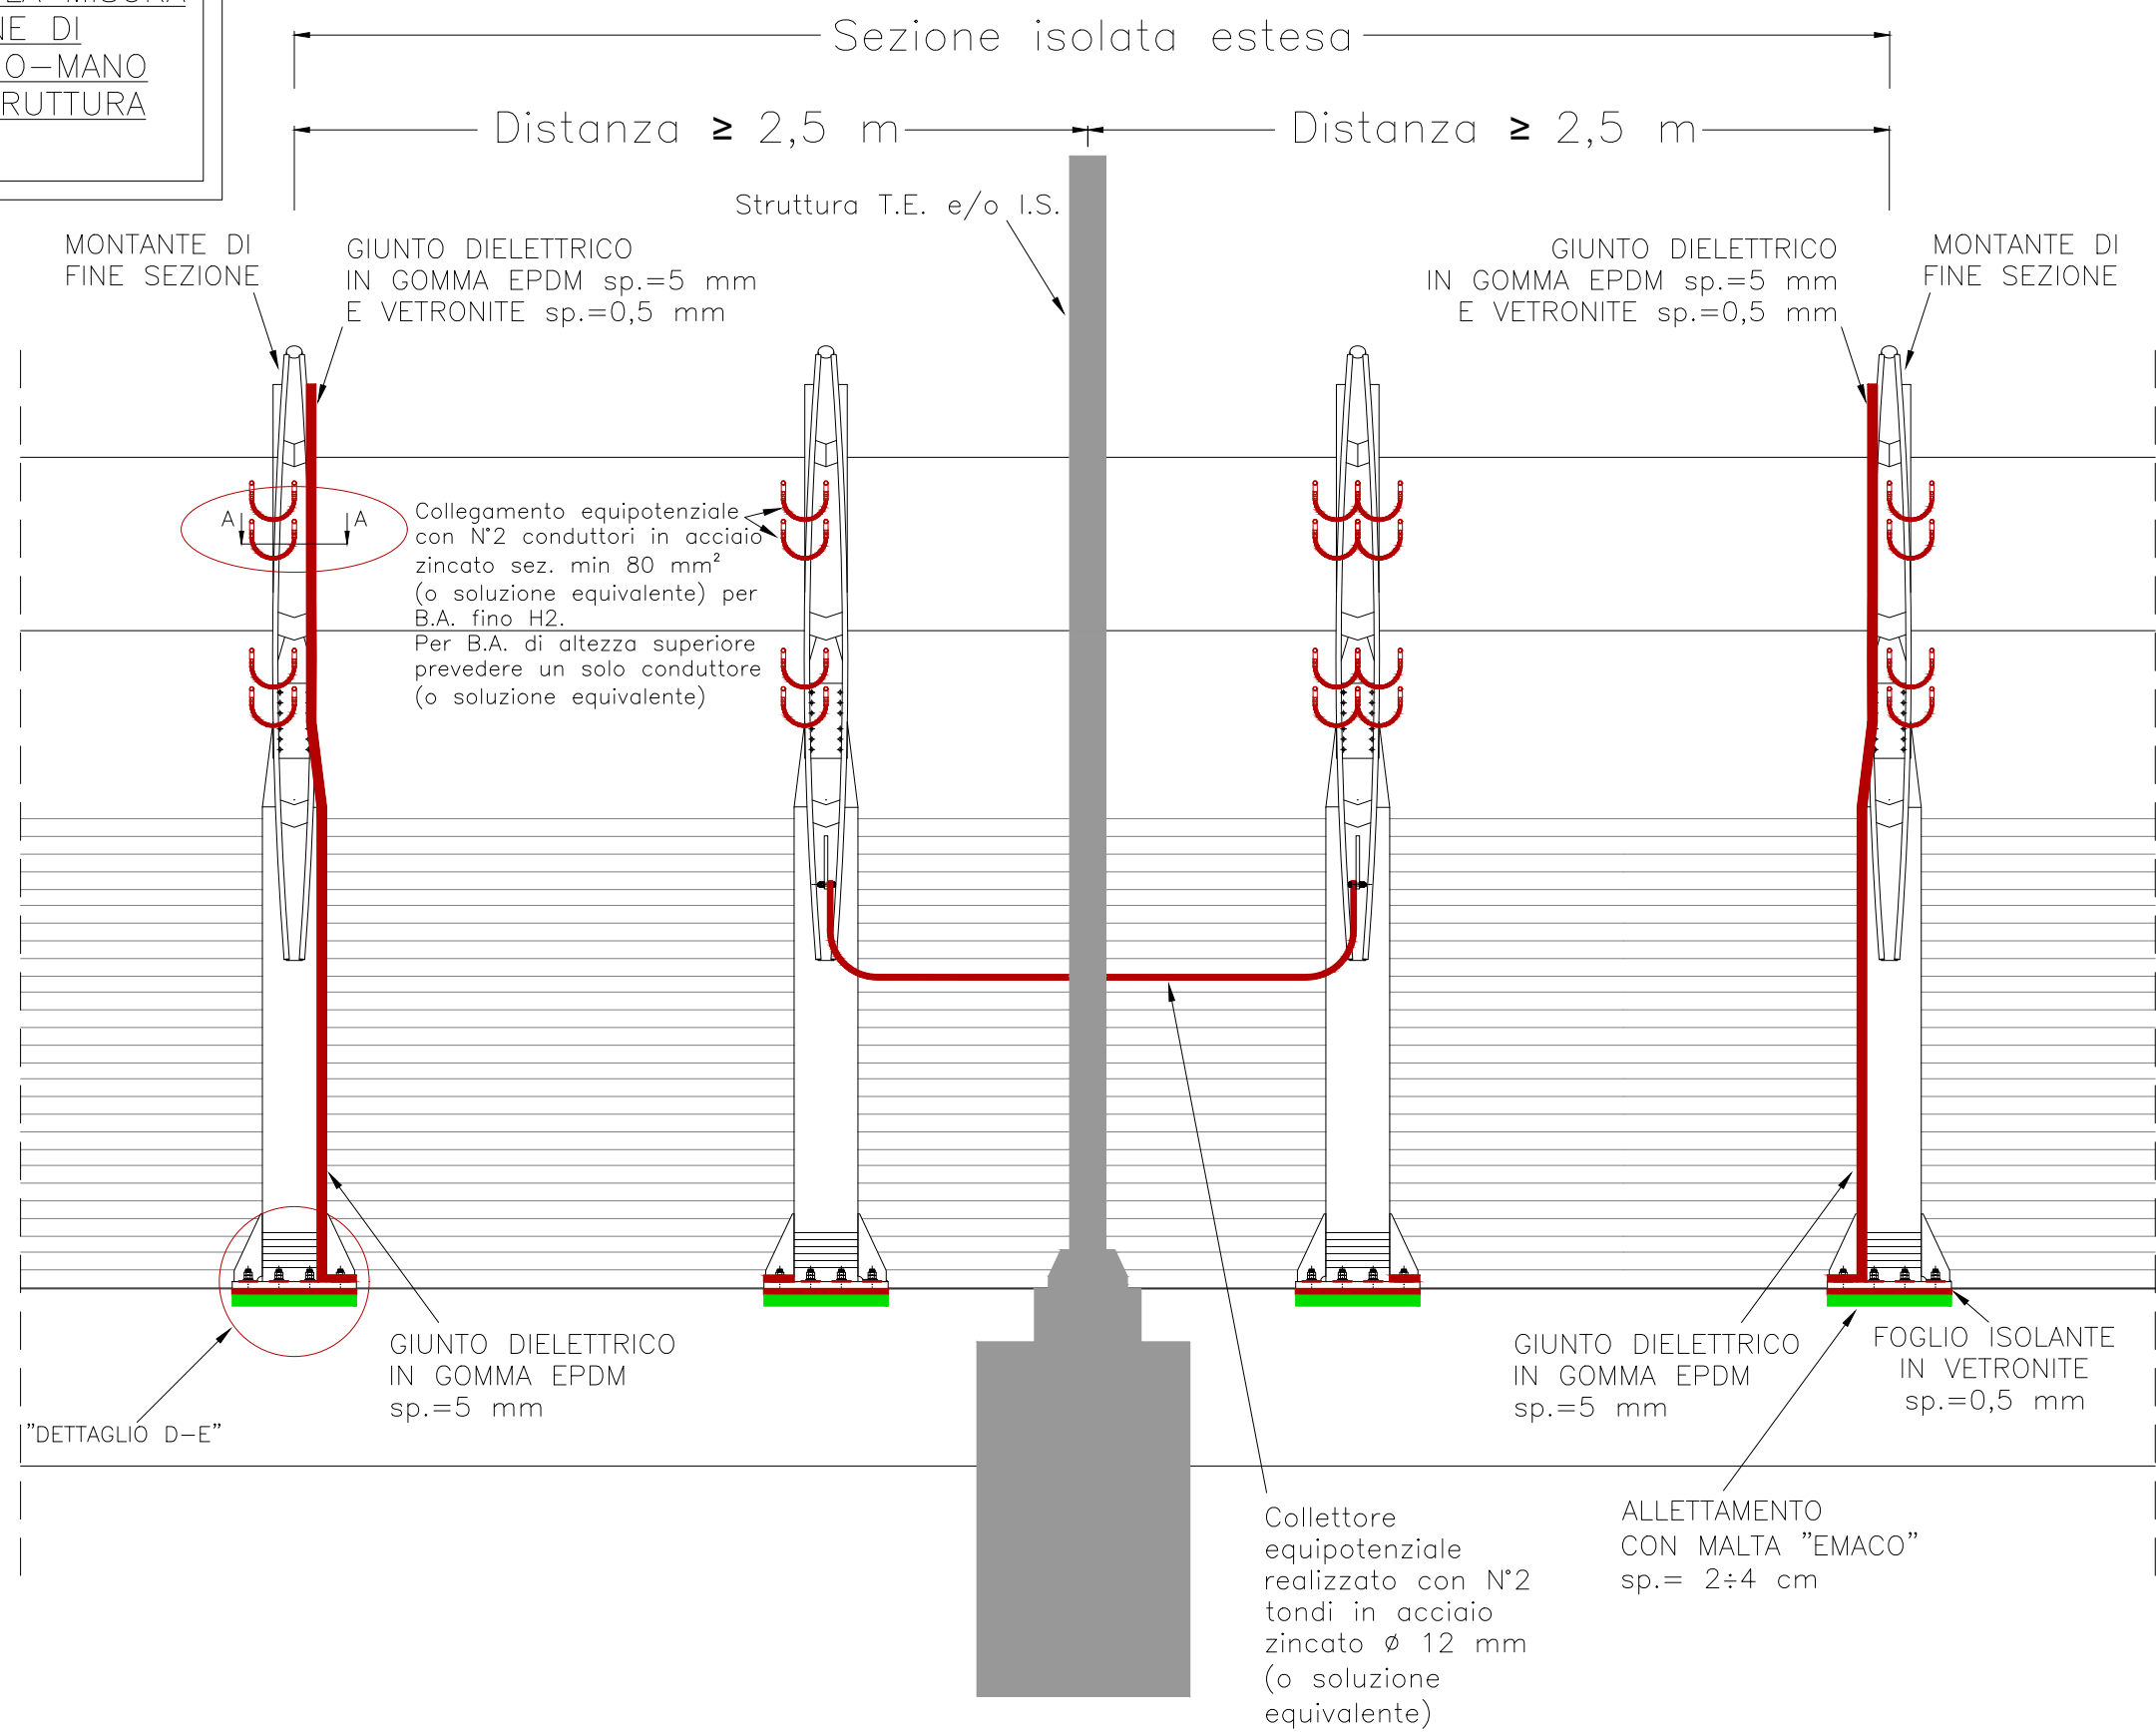 LA MISURA
NE DI
O-MANO
RUTTURA
Sezione isolata estesa
Distanza ≥ 2,5 m
Distanza ≥ 2,5 m
Struttura T.E. e/o I.S.
MONTANTE DI
FINE SEZIONE
GIUNTO DIELETTRICO
IN GOMMA EPDM sp.=5 mm
E VETRONITE sp.=0,5 mm
GIUNTO DIELETTRICO
IN GOMMA EPDM sp.=5 mm
E VETRONITE sp.=0,5 mm
MONTANTE DI
FINE SEZIONE
A
A
Collegamento equipotenziale
con N°2 conduttori in acciaio
zincato sez. min 80 mm²
(o soluzione equivalente) per
B.A. fino H2.
Per B.A. di altezza superiore
prevedere un solo conduttore
(o soluzione equivalente)
"DETTAGLIO D-E"
GIUNTO DIELETTRICO
IN GOMMA EPDM
sp.=5 mm
GIUNTO DIELETTRICO
IN GOMMA EPDM
sp.=5 mm
FOGLIO ISOLANTE
IN VETRONITE
sp.=0,5 mm
Collettore
equipotenziale
realizzato con N°2
tondi in acciaio
zincato ø 12 mm
(o soluzione
equivalente)
ALLETTAMENTO
CON MALTA "EMACO"
sp.= 2÷4 cm